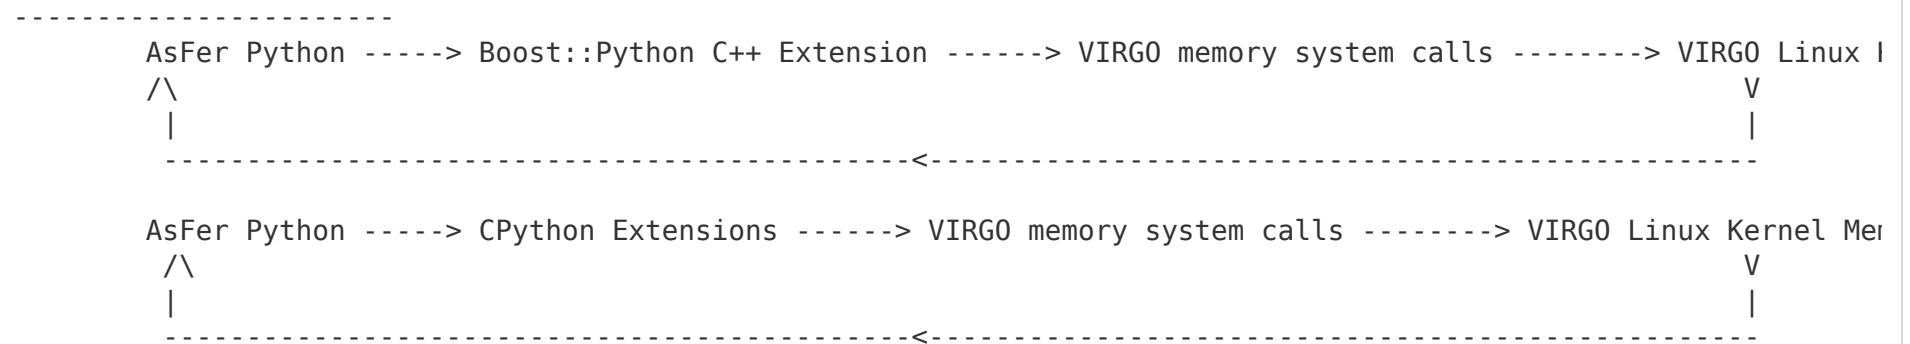 -----------------------
AsFer Python -----> Boost::Python C++ Extension ------> VIRGO memory system calls --------> VIRGO Linux
/\ V
| |
---------------------------------------------<--------------------------------------------------
AsFer Python -----> CPython Extensions ------> VIRGO memory system calls --------> VIRGO Linux Kernel
/\ V
| |
---------------------------------------------<--------------------------------------------------